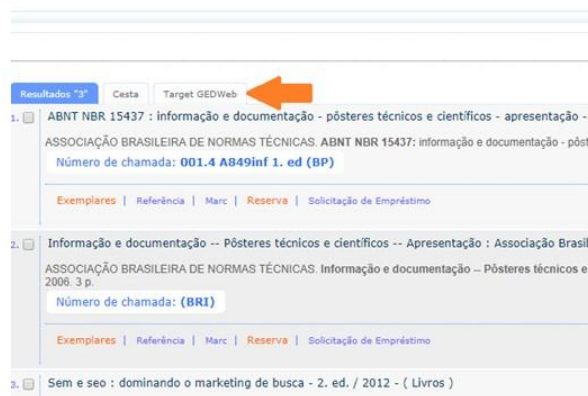 Resultados "3" Cesta Target GEDWeb
1. ABNT NBR 15437 : informação e documentação - pôsteres técnicos e científicos - apresentação -
ASSOCIAÇÃO BRASILEIRA DE NORMAS TÉCNICAS. ABNT NBR 15437: informação e documentação - pôst
Número de chamada: 001.4 A849inf 1. ed (BP)
Exemplares | Referência | Marc | Reserva | Solicitação de Empréstimo
2. Informação e documentação -- Pôsteres técnicos e científicos -- Apresentação : Associação Brasil
ASSOCIAÇÃO BRASILEIRA DE NORMAS TÉCNICAS. Informação e documentação -- Pôsteres técnicos e
2006. 3 p.
Número de chamada: (BRI)
Exemplares | Referência | Marc | Reserva | Solicitação de Empréstimo
3. Sem e seo : dominando o marketing de busca - 2. ed. / 2012 - ( Livros )